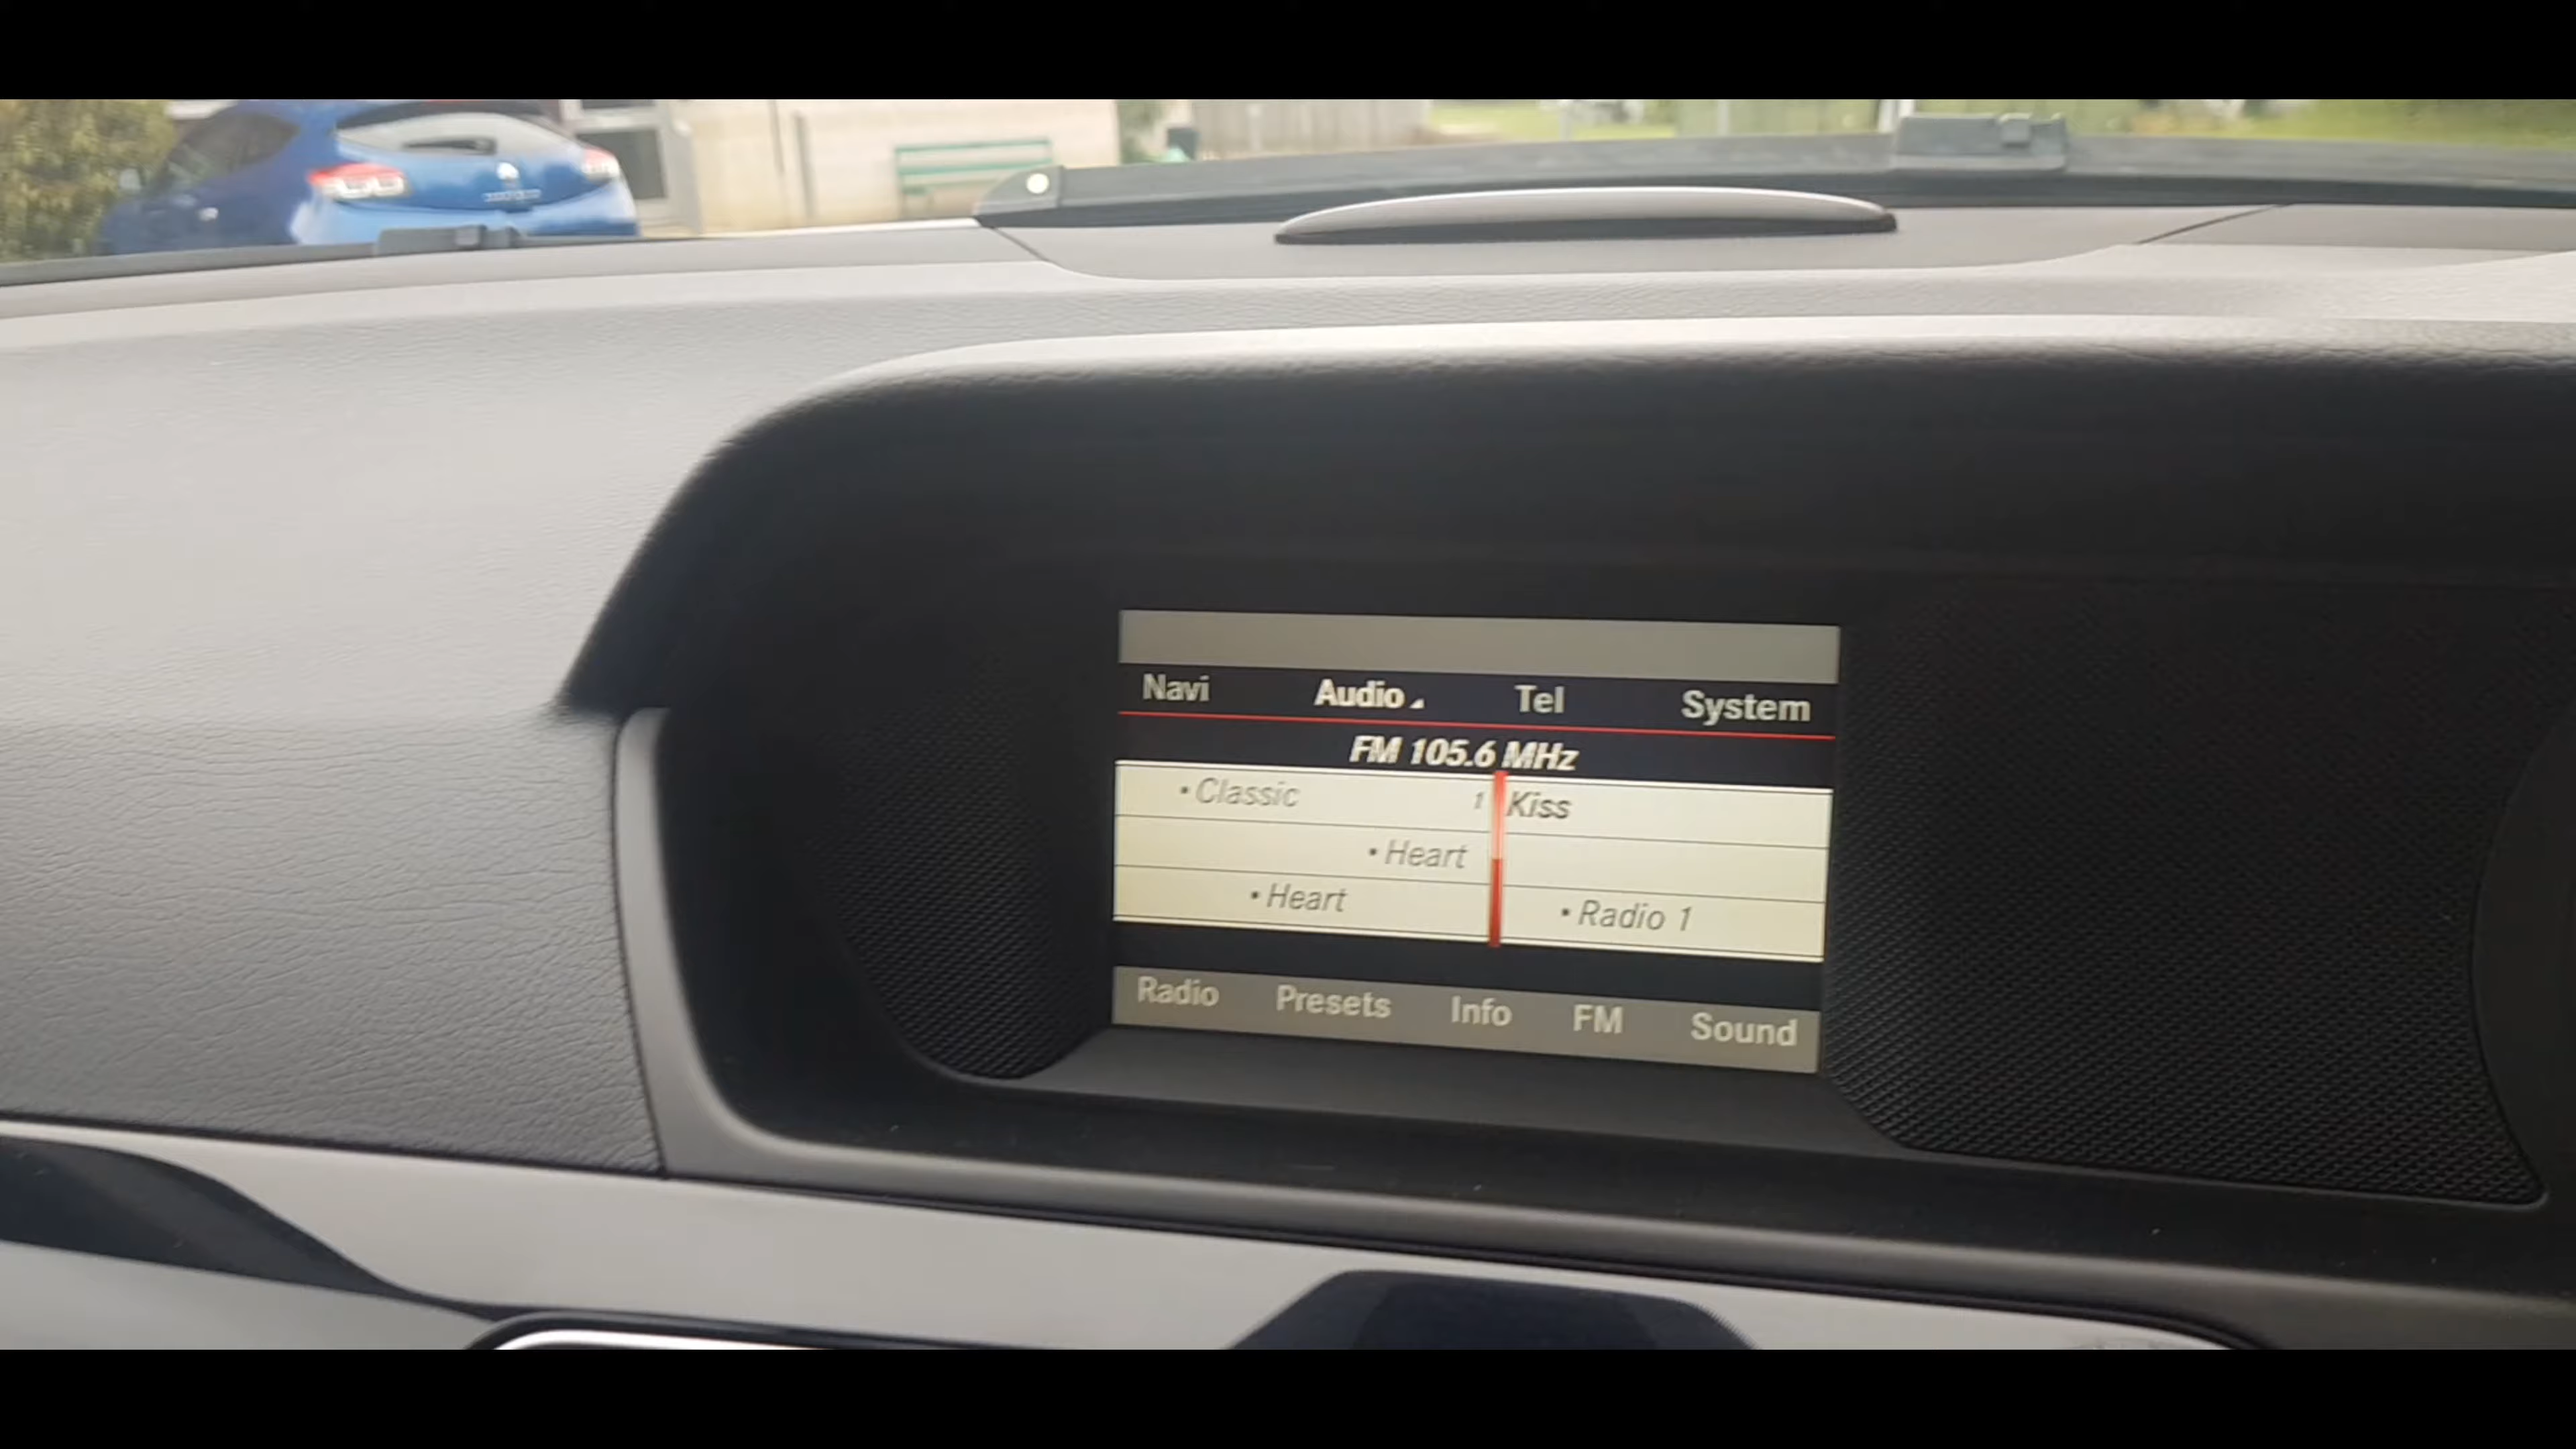 Navi Audio Tel System
FM 105.6 MHz
•Classic 1 Kiss
•Heart
•Heart •Radio 1
Radio Presets Info FM Sound